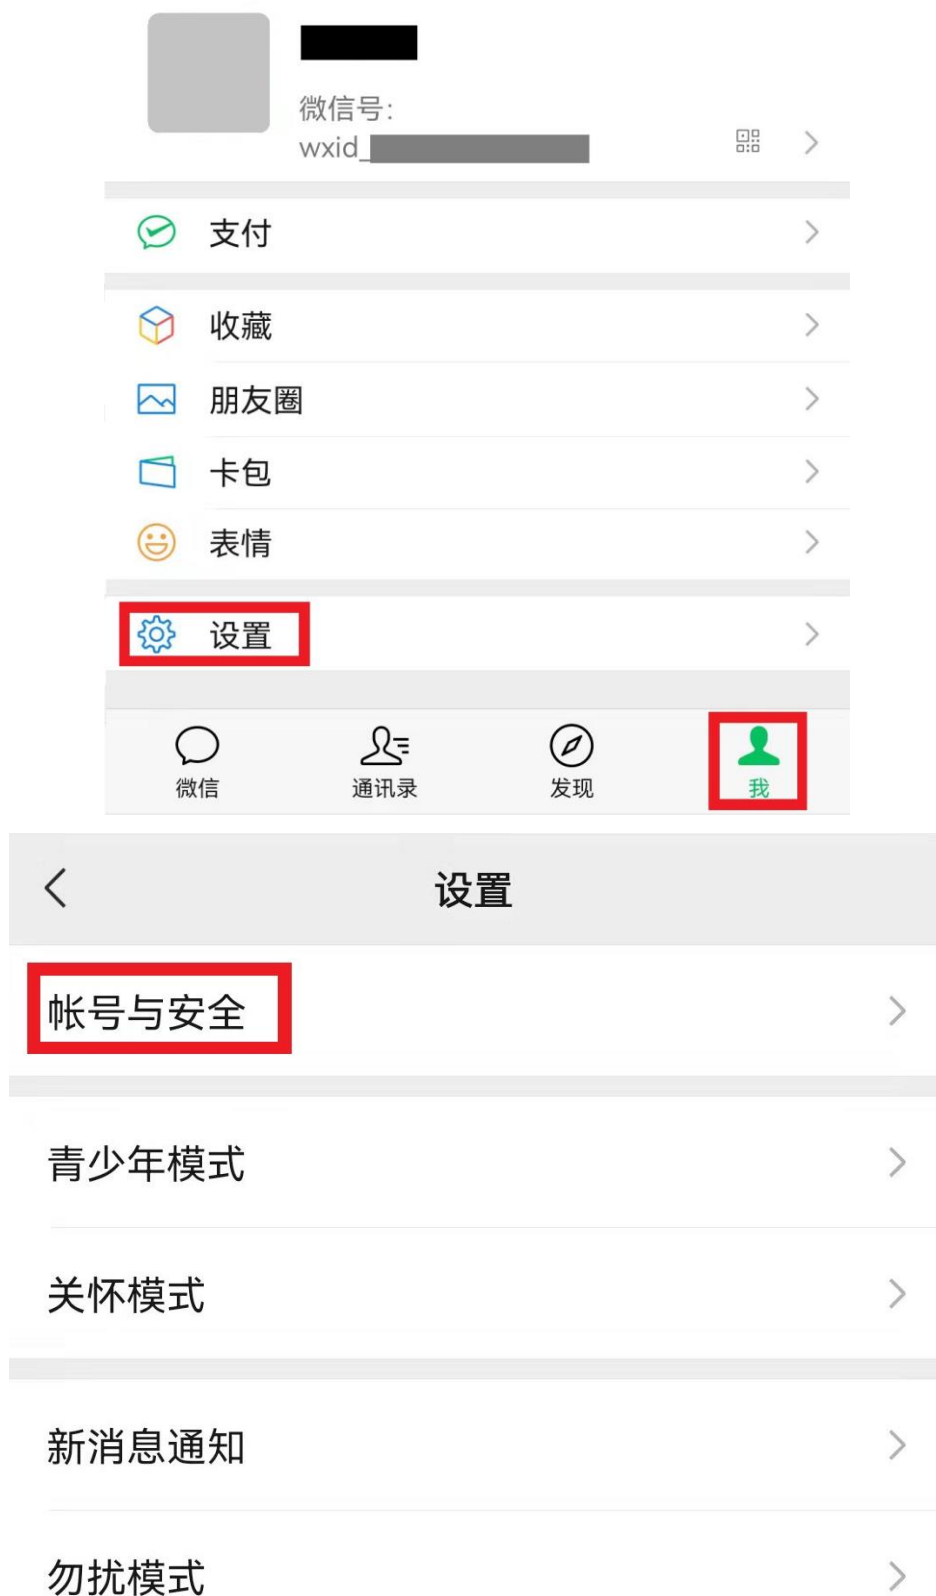 微信号:
wxid_
支付
收藏
朋友圈
卡包
表情
设置
微信 通讯录 发现 我
设置
帐号与安全
青少年模式
关怀模式
新消息通知
勿扰模式